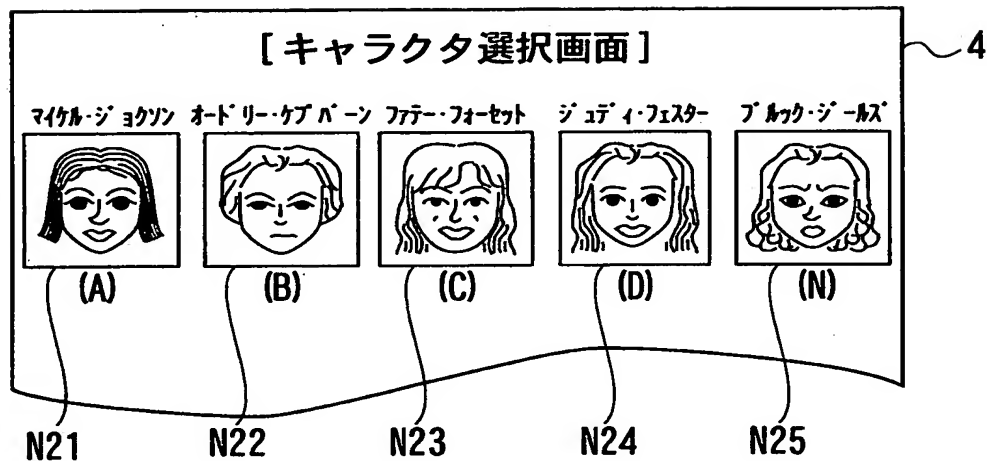 [キャラクタ選択画面]
4
マイケル・ジョクソン オードリー・ケプバーン ファテー・フォーセット ジュディ・フェスター ブルック・ジールズ
(A) (B) (C) (D) (N)
N21 N22 N23 N24 N25